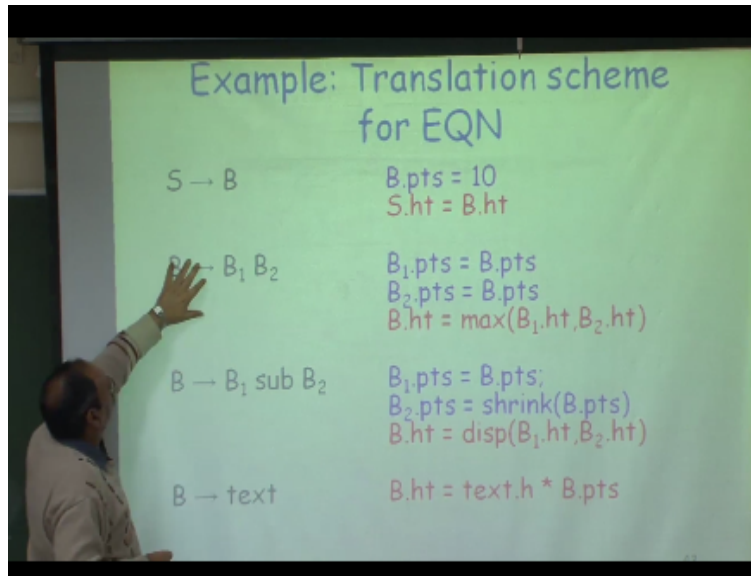 Example: Translation scheme
for EQN
S → B B.pts = 10
S.ht = B.ht
B → B₁ B₂ B₁.pts = B.pts
B₂.pts = B.pts
B.ht = max(B₁.ht,B₂.ht)
B → B₁ sub B₂ B₁.pts = B.pts;
B₂.pts = shrink(B.pts)
B.ht = disp(B₁.ht,B₂.ht)
B → text B.ht = text.h * B.pts